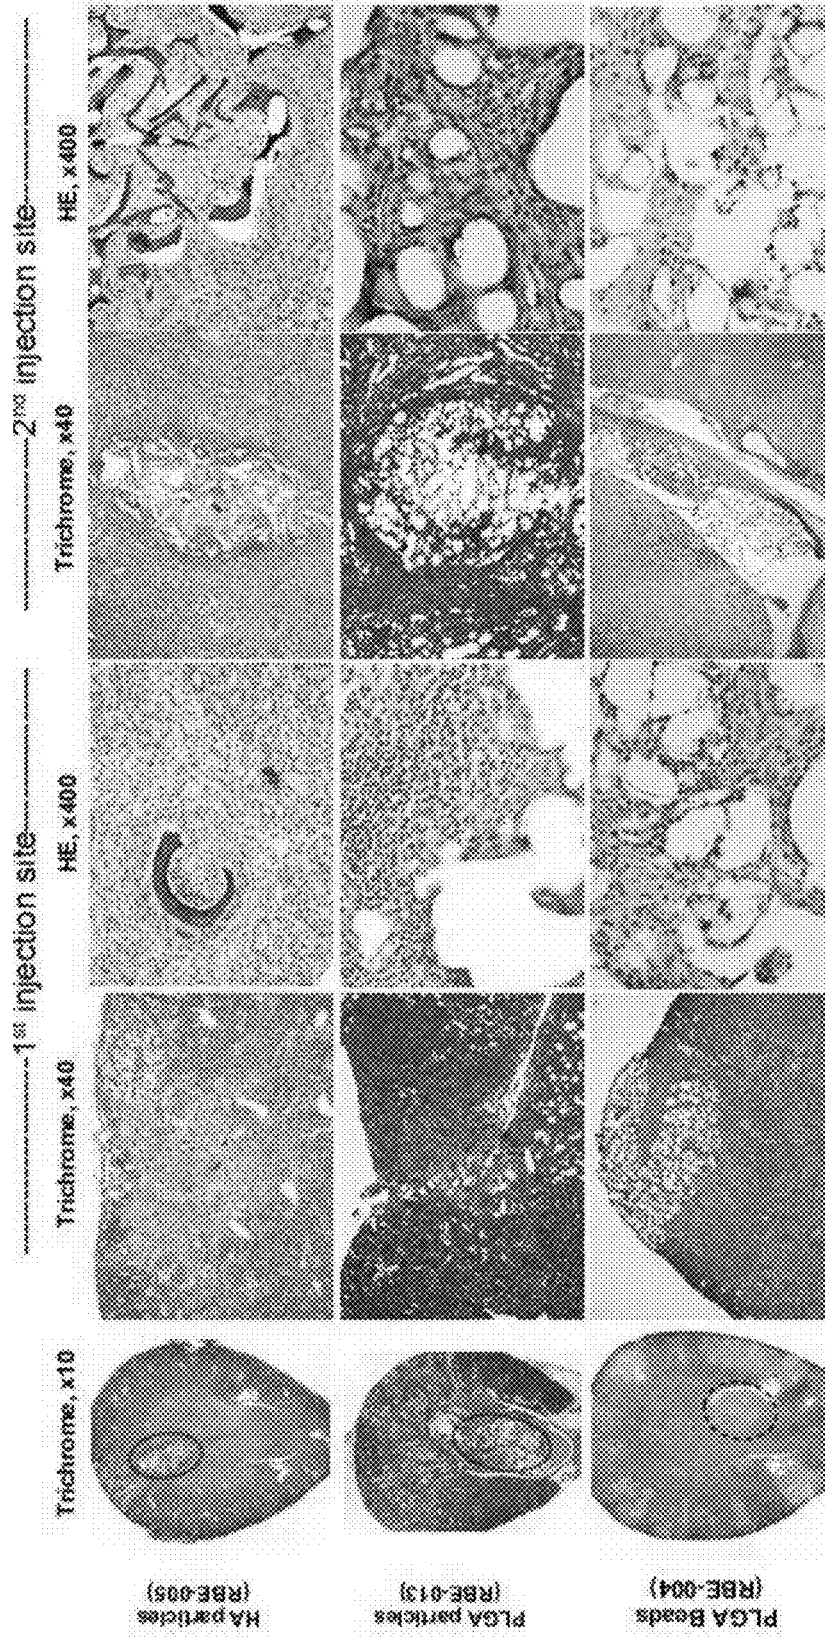 1st injection site
2nd injection site
Trichrome, x10
Trichrome, x40
HE, x400
Trichrome, x40
HE, x400
HA particles
(RBE-005)
PLGA particles
(RBE-013)
PLGA Beads
(RBE-004)